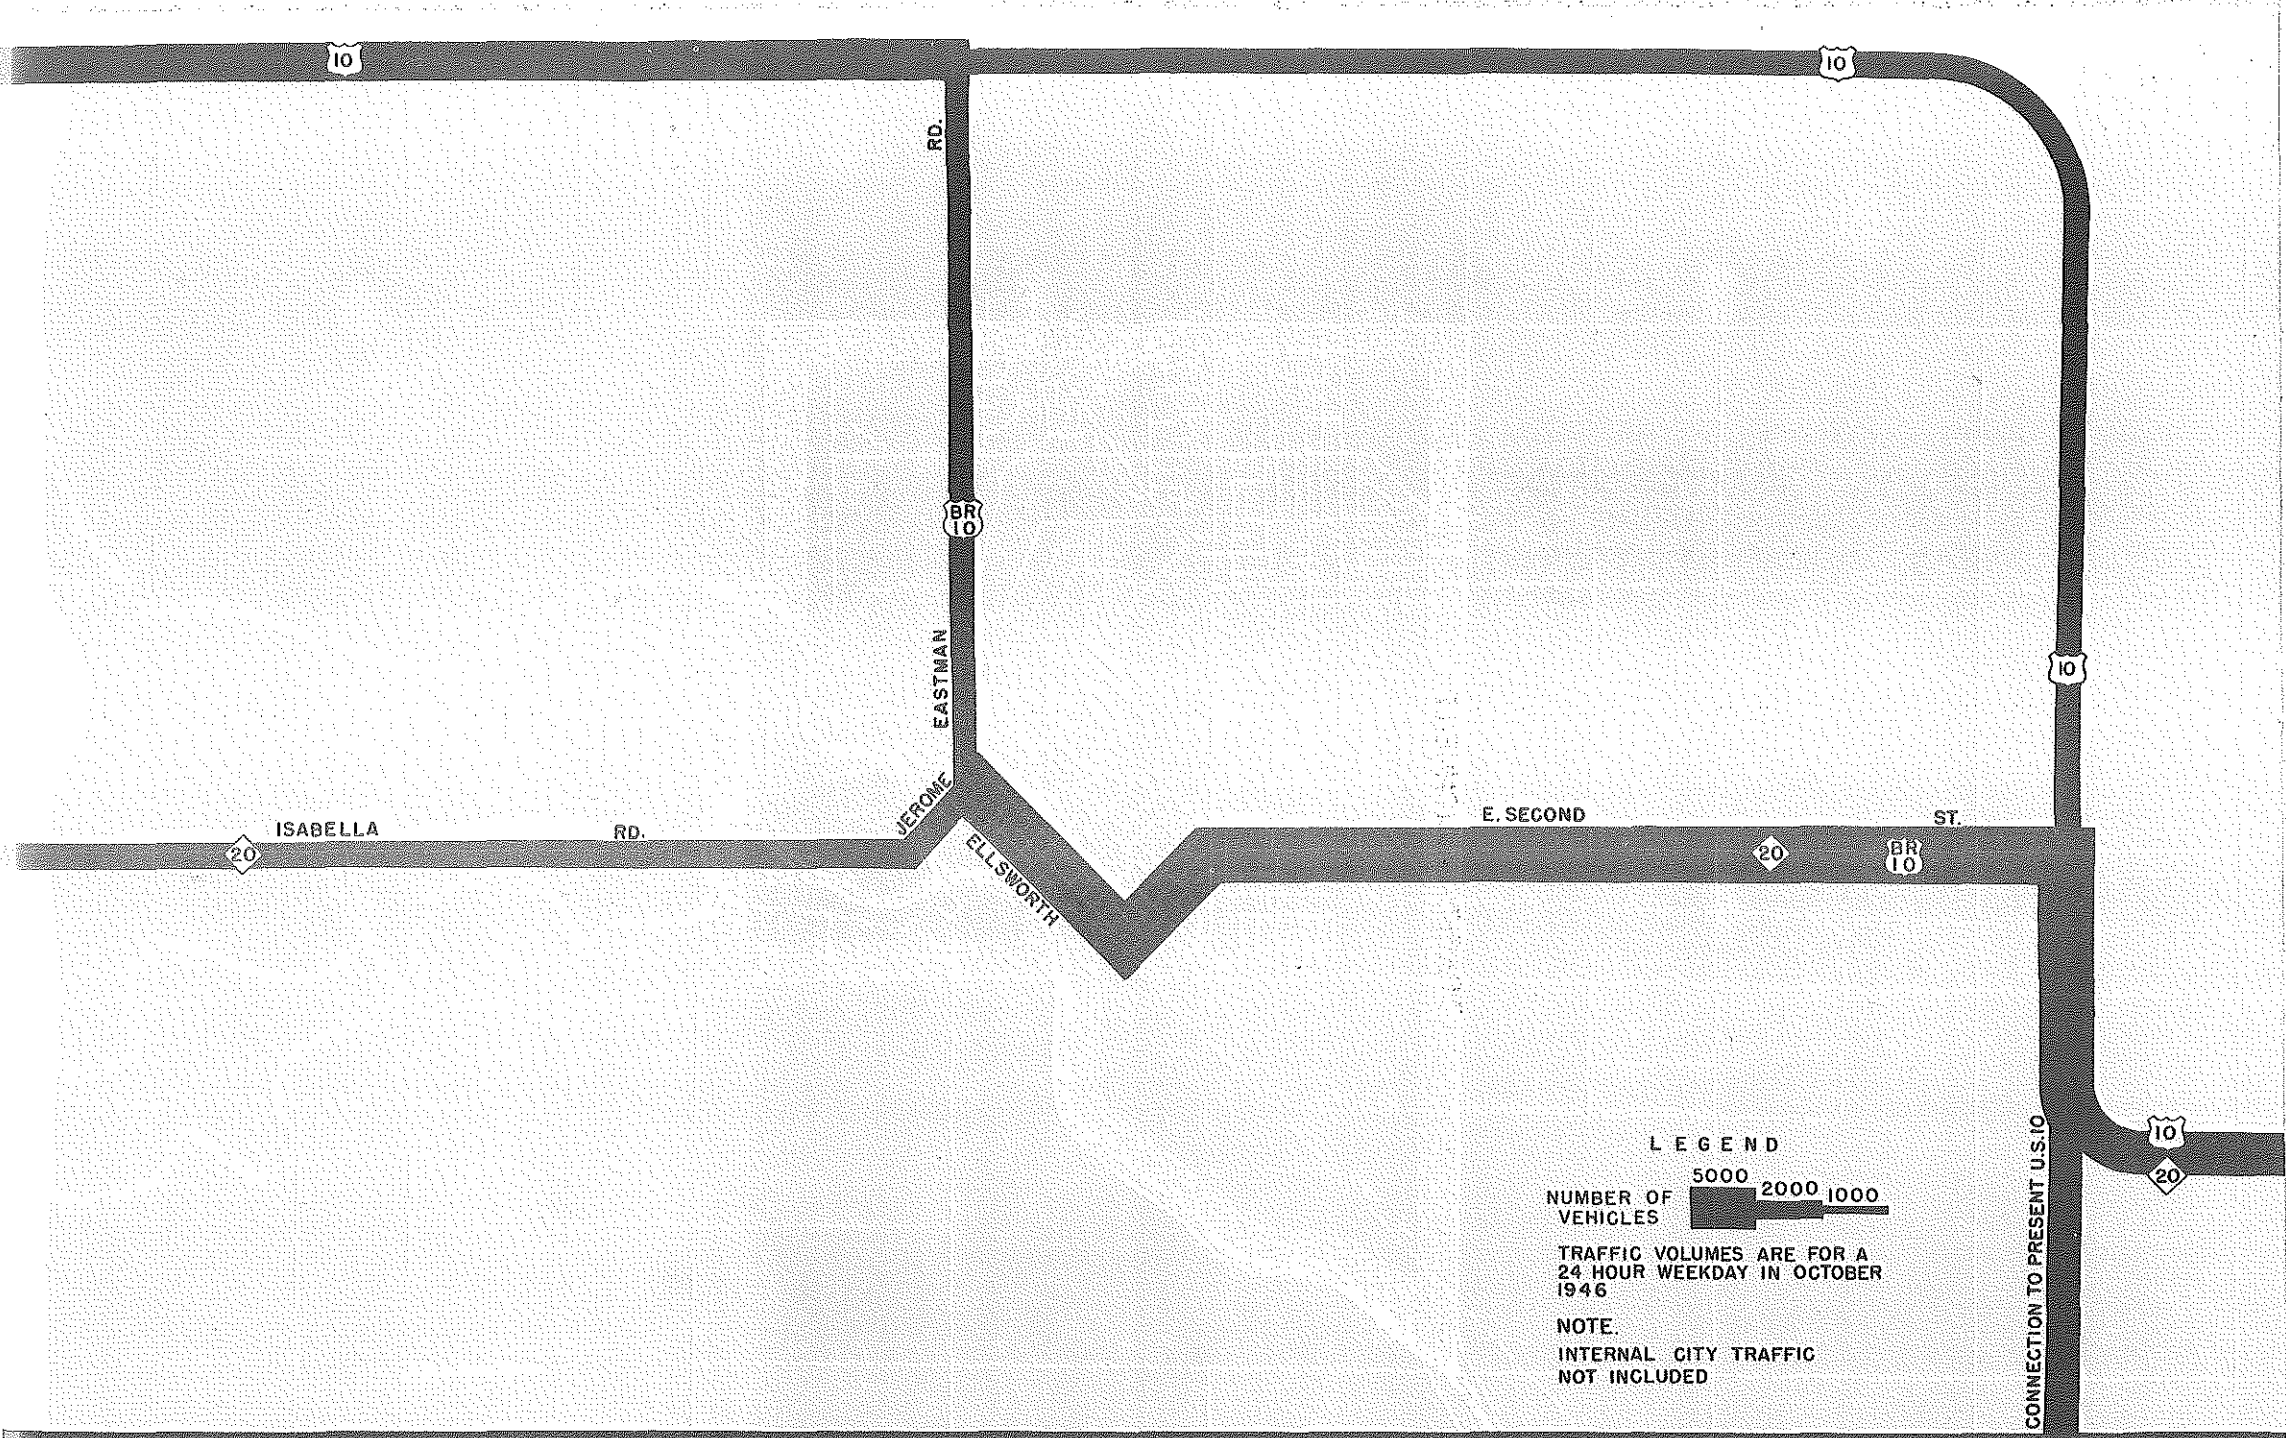 10
10
RD.
BR
10
EASTMAN
10
JEROME
ISABELLA RD.
20
ELLSWORTH
E. SECOND ST.
20
BR
10
10
20
CONNECTION TO PRESENT U.S.10
LEGEND
5000 2000 1000
NUMBER OF
VEHICLES
TRAFFIC VOLUMES ARE FOR A
24 HOUR WEEKDAY IN OCTOBER
1946
NOTE.
INTERNAL CITY TRAFFIC
NOT INCLUDED